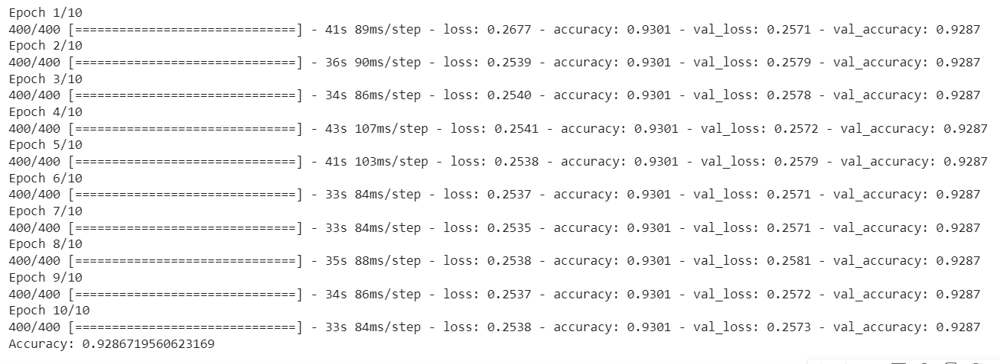 Epoch 1/10
400/400 [==============================] - 41s 89ms/step - loss: 0.2677 - accuracy: 0.9301 - val_loss: 0.2571 - val_accuracy: 0.9287
Epoch 2/10
400/400 [==============================] - 36s 90ms/step - loss: 0.2539 - accuracy: 0.9301 - val_loss: 0.2579 - val_accuracy: 0.9287
Epoch 3/10
400/400 [==============================] - 34s 86ms/step - loss: 0.2540 - accuracy: 0.9301 - val_loss: 0.2578 - val_accuracy: 0.9287
Epoch 4/10
400/400 [==============================] - 43s 107ms/step - loss: 0.2541 - accuracy: 0.9301 - val_loss: 0.2572 - val_accuracy: 0.9287
Epoch 5/10
400/400 [==============================] - 41s 103ms/step - loss: 0.2538 - accuracy: 0.9301 - val_loss: 0.2579 - val_accuracy: 0.9287
Epoch 6/10
400/400 [==============================] - 33s 84ms/step - loss: 0.2537 - accuracy: 0.9301 - val_loss: 0.2571 - val_accuracy: 0.9287
Epoch 7/10
400/400 [==============================] - 33s 84ms/step - loss: 0.2535 - accuracy: 0.9301 - val_loss: 0.2571 - val_accuracy: 0.9287
Epoch 8/10
400/400 [==============================] - 35s 88ms/step - loss: 0.2538 - accuracy: 0.9301 - val_loss: 0.2581 - val_accuracy: 0.9287
Epoch 9/10
400/400 [==============================] - 34s 86ms/step - loss: 0.2537 - accuracy: 0.9301 - val_loss: 0.2572 - val_accuracy: 0.9287
Epoch 10/10
400/400 [==============================] - 33s 84ms/step - loss: 0.2538 - accuracy: 0.9301 - val_loss: 0.2573 - val_accuracy: 0.9287
Accuracy: 0.9286719560623169